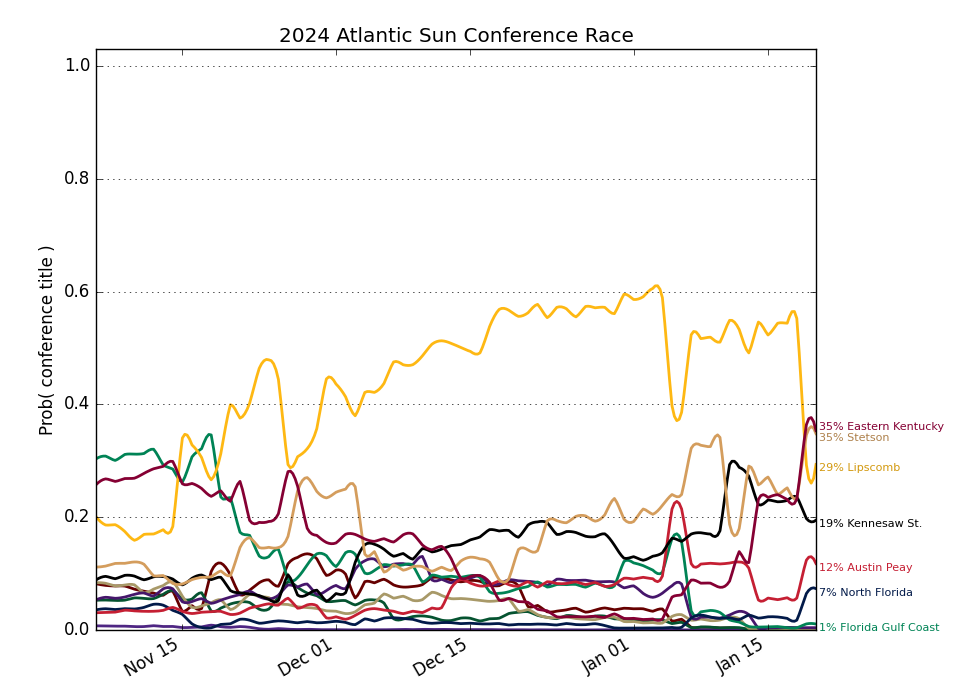 2024 Atlantic Sun Conference Race
Prob( conference title )
1.0
0.8
0.6
0.4
0.2
0.0
35% Eastern Kentucky
35% Stetson
29% Lipscomb
19% Kennesaw St.
12% Austin Peay
7% North Florida
1% Florida Gulf Coast
Nov 15
Dec 01
Dec 15
Jan 01
Jan 15